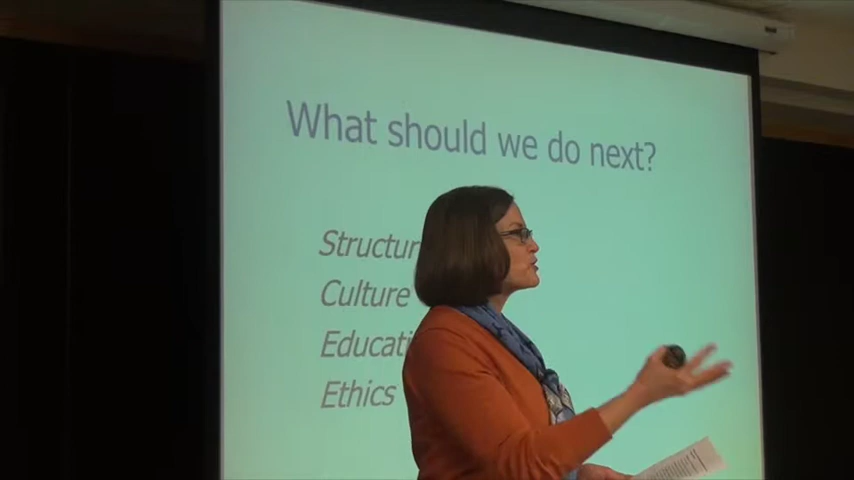 What should we do next?
Structur
Culture
Educati
Ethics